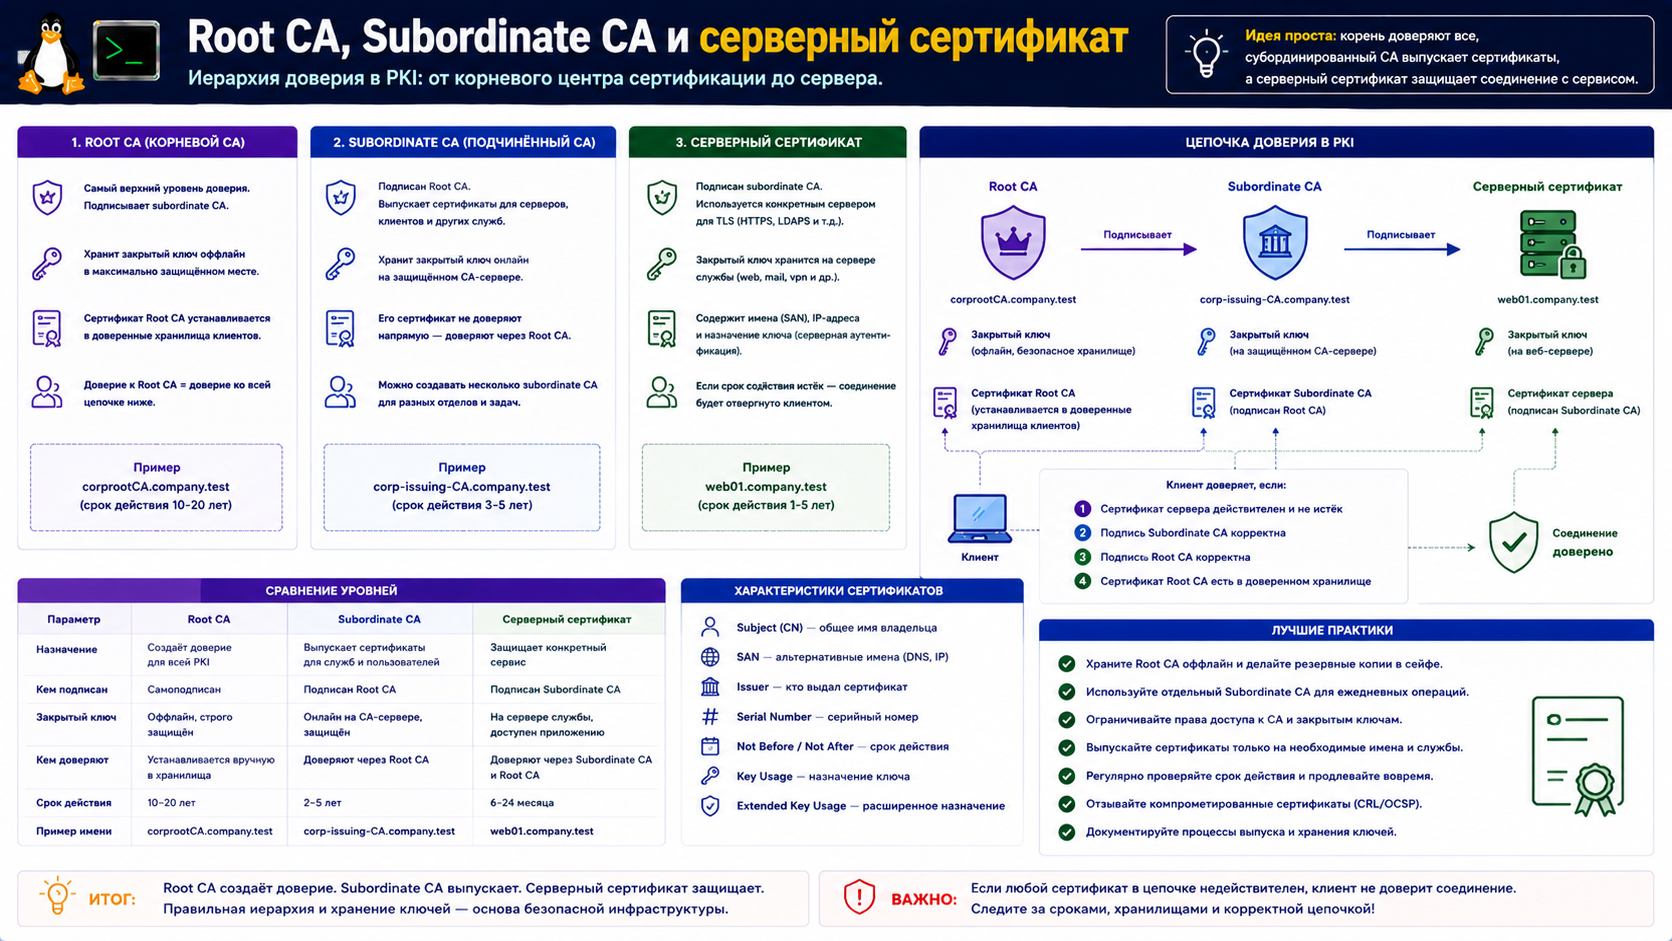 Root CA, Subordinate CA и серверный сертификат
Иерархия доверия в PKI: от корневого центра сертификации до сервера.
Идея проста: корень доверяют все,
субординированный CA выпускает сертификаты,
а серверный сертификат защищает соединение с сервисом.
1. ROOT CA (КОРНЕВОЙ CA)
Самый верхний уровень доверия.
Подписывает subordinate CA.
Хранит закрытый ключ оффлайн
в максимально защищённом месте.
Сертификат Root CA устанавливается
в доверенные хранилища клиентов.
Доверие к Root CA = доверие ко всей
цепочке ниже.
Пример
corprootCA.company.test
(срок действия 10-20 лет)
2. SUBORDINATE CA (ПОДЧИНЁННЫЙ CA)
Подписан Root CA.
Выпускает сертификаты для серверов,
клиентов и других служб.
Хранит закрытый ключ онлайн
на защищённом CA-сервере.
Его сертификат не доверяют
напрямую — доверяют через Root CA.
Можно создавать несколько subordinate CA
для разных отделов и задач.
Пример
corp-issuing-CA.company.test
(срок действия 3-5 лет)
3. СЕРВЕРНЫЙ СЕРТИФИКАТ
Подписан subordinate CA.
Используется конкретным сервером
для TLS (HTTPS, LDAPS и т.д.).
Закрытый ключ хранится на сервере
службы (web, mail, vpn и др.).
Содержит имена (SAN), IP-адреса
и назначение ключа (серверная аутенти-
фикация).
Если срок истёк — соединение
будет отвергнуто клиентом.
Пример
web01.company.test
(срок действия 1-5 лет)
ЦЕПОЧКА ДОВЕРИЯ В PKI
Root CA
Subordinate CA
Серверный сертификат
Подписывает
Подписывает
corprootCA.company.test
corp-issuing-CA.company.test
web01.company.test
Закрытый ключ
(офлайн, безопасное хранилище)
Закрытый ключ
(на защищённом CA-сервере)
Закрытый ключ
(на веб-сервере)
Сертификат Root CA
(устанавливается в доверенные
хранилища клиентов)
Сертификат Subordinate CA
(подписан Root CA)
Сертификат сервера
(подписан Subordinate CA)
Клиент
Клиент доверяет, если:
1 Сертификат сервера действителен и не истёк
2 Подпись Subordinate CA корректна
3 Подпись Root CA корректна
4 Сертификат Root CA есть в доверенном хранилище
Соединение
доверено
СРАВНЕНИЕ УРОВНЕЙ
Параметр Root CA Subordinate CA Серверный сертификат
Назначение
Создаёт доверие
для всей PKI
Выпускает сертификаты
для служб и пользователей
Защищает конкретный
сервис
Кем подписан Самоподписан Подписан Root CA Подписан Subordinate CA
Закрытый ключ
Оффлайн, строго
защищён
Онлайн на CA-сервере,
защищён
На сервере службы,
доступен приложению
Кем доверяют
Устанавливается вручную
в хранилища
Доверяют через Root CA
Доверяют через Subordinate CA
и Root CA
Срок действия 10-20 лет 2-5 лет 6-24 месяца
Пример имени corprootCA.company.test corp-issuing-CA.company.test web01.company.test
ХАРАКТЕРИСТИКИ СЕРТИФИКАТОВ
Subject (CN) — общее имя владельца
SAN — альтернативные имена (DNS, IP)
Issuer — кто выдал сертификат
Serial Number — серийный номер
Not Before / Not After — срок действия
Key Usage — назначение ключа
Extended Key Usage — расширенное назначение
ЛУЧШИЕ ПРАКТИКИ
Храните Root CA оффлайн и делайте резервные копии в сейфе.
Используйте отдельный Subordinate CA для ежедневных операций.
Ограничивайте права доступа к CA и закрытым ключам.
Выпускайте сертификаты только на необходимые имена и службы.
Регулярно проверяйте срок действия и продлевайте вовремя.
Отзывайте компрометированные сертификаты (CRL/OCSP).
Документируйте процессы выпуска и хранения ключей.
ИТОГ:
Root CA создаёт доверие. Subordinate CA выпускает. Серверный сертификат защищает.
Правильная иерархия и хранение ключей — основа безопасной инфраструктуры.
ВАЖНО:
Если любой сертификат в цепочке недействителен, клиент не доверит соединение.
Следите за сроками, хранилищами и корректной цепочкой!